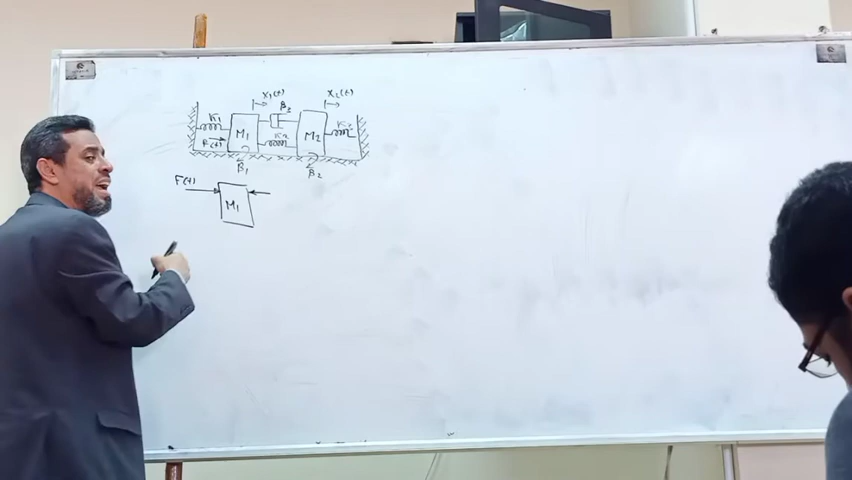 x₁(t) x₂(t)
K₁ B₃ K₃
M₁ K₂ M₂
F(t)
B₁ B₂
F(t)
M₁